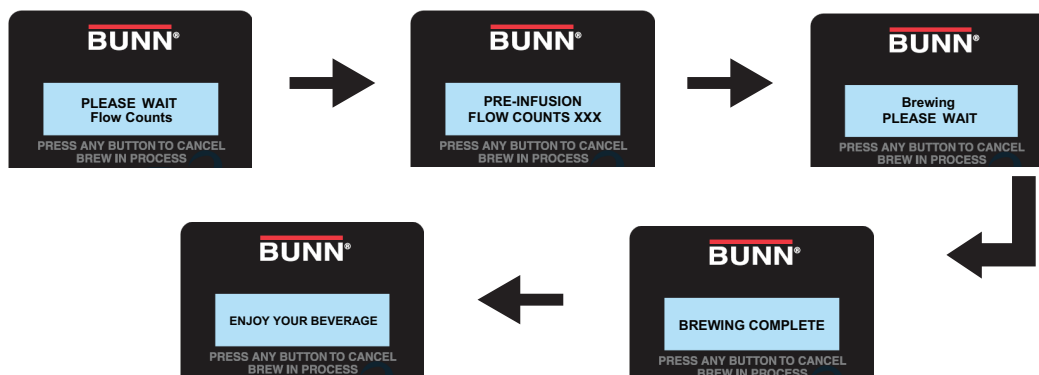 BUNN®
PLEASE WAIT
Flow Counts
PRESS ANY BUTTON TO CANCEL
BREW IN PROCESS
BUNN®
PRE-INFUSION
FLOW COUNTS XXX
PRESS ANY BUTTON TO CANCEL
BREW IN PROCESS
BUNN®
Brewing
PLEASE WAIT
PRESS ANY BUTTON TO CANCEL
BREW IN PROCESS
BUNN®
BREWING COMPLETE
PRESS ANY BUTTON TO CANCEL
BREW IN PROCESS
BUNN®
ENJOY YOUR BEVERAGE
PRESS ANY BUTTON TO CANCEL
BREW IN PROCESS